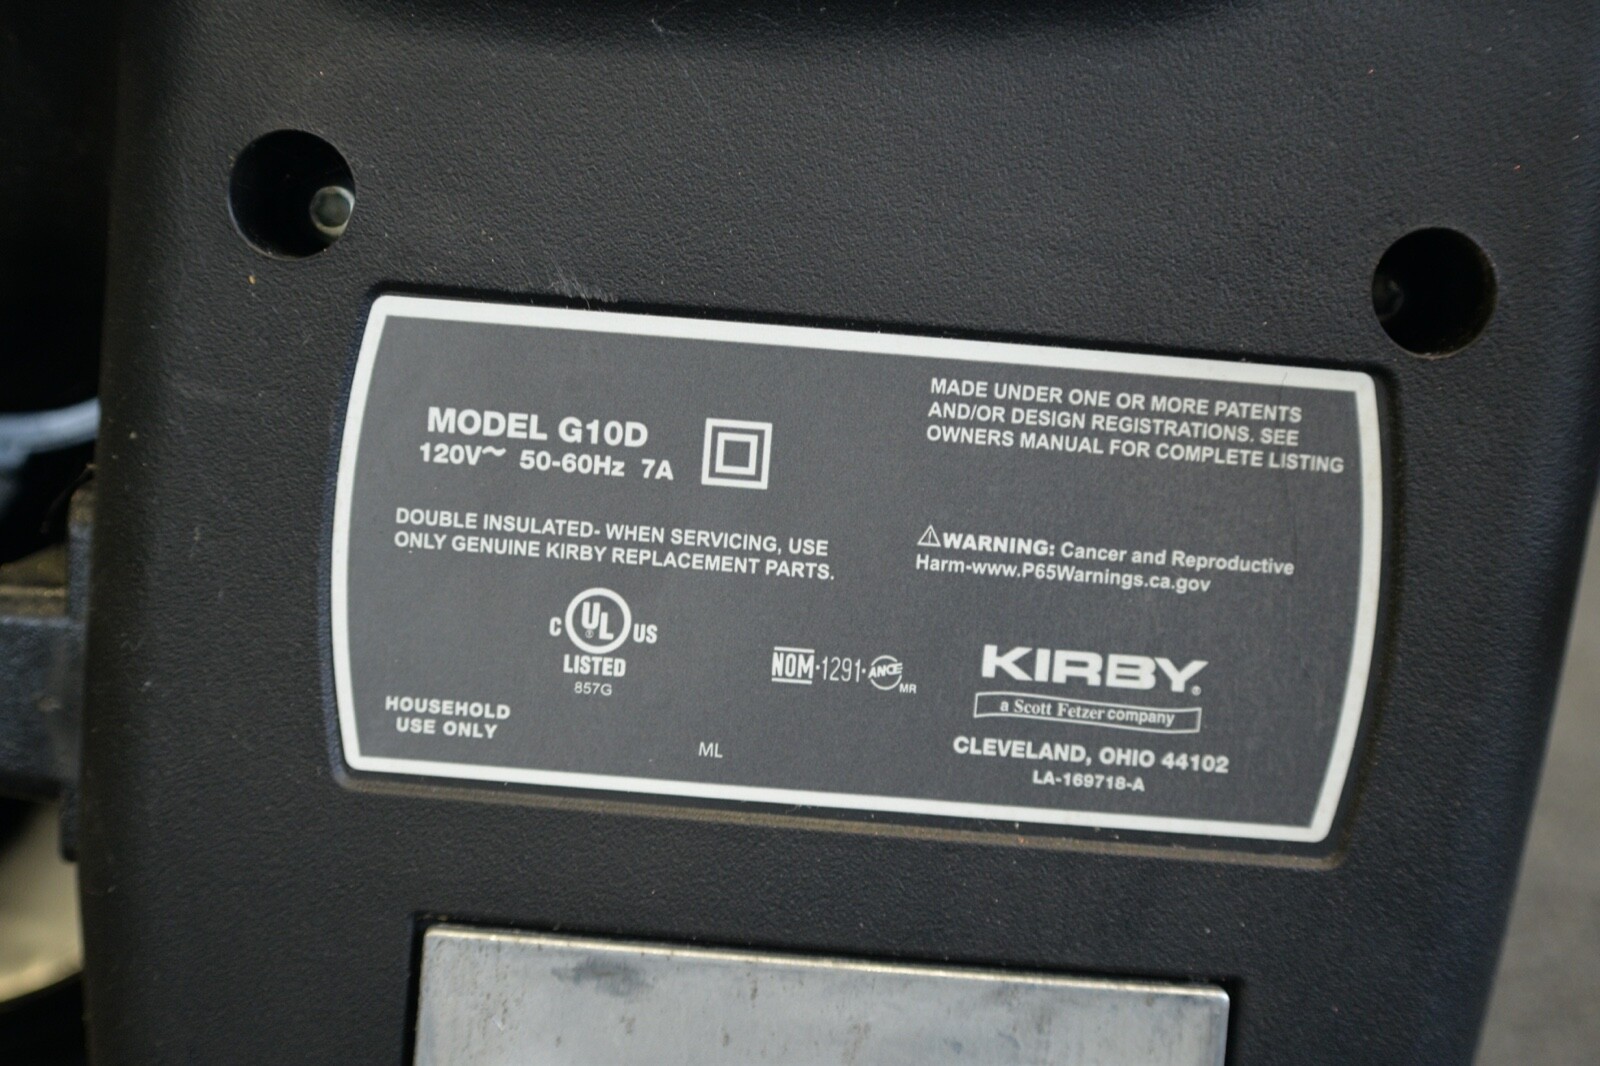 MODEL G10D
120V~ 50-60Hz 7A
MADE UNDER ONE OR MORE PATENTS
AND/OR DESIGN REGISTRATIONS. SEE
OWNERS MANUAL FOR COMPLETE LISTING
DOUBLE INSULATED- WHEN SERVICING, USE
ONLY GENUINE KIRBY REPLACEMENT PARTS.
⚠WARNING: Cancer and Reproductive
Harm-www.P65Warnings.ca.gov
C UL® US
LISTED
857G
NOM-1291-ANCE MR
HOUSEHOLD
USE ONLY
ML
KIRBY®
a Scott Fetzer company
CLEVELAND, OHIO 44102
LA-169718-A